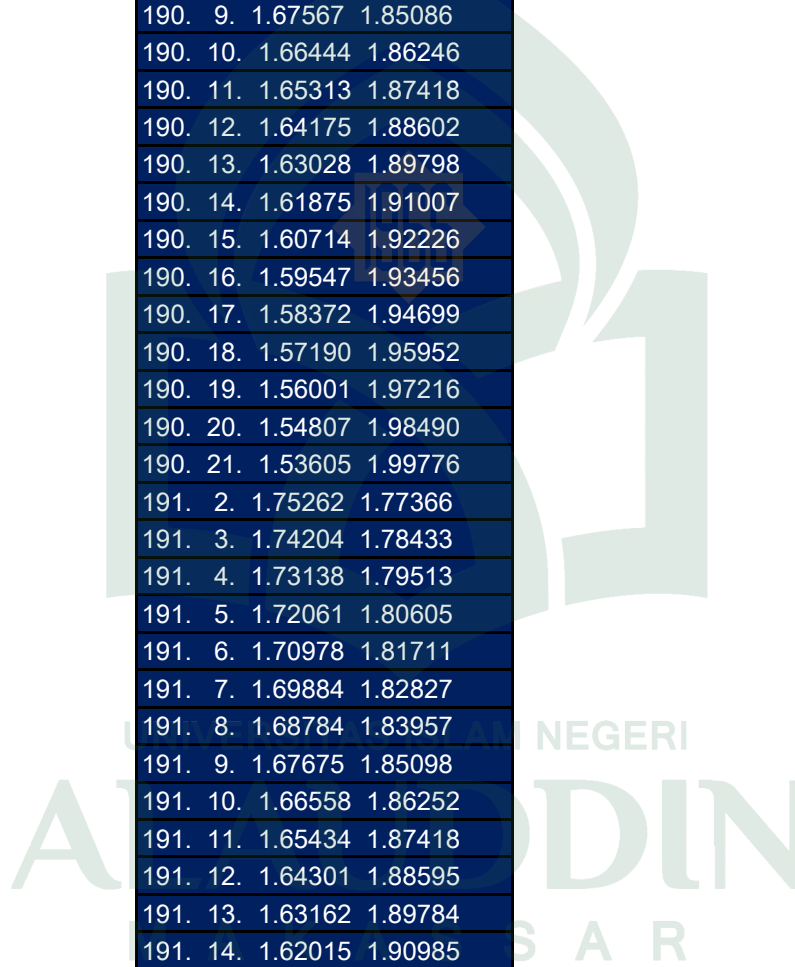 190. 9. 1.67567 1.85086
190. 10. 1.66444 1.86246
190. 11. 1.65313 1.87418
190. 12. 1.64175 1.88602
190. 13. 1.63028 1.89798
190. 14. 1.61875 1.91007
190. 15. 1.60714 1.92226
190. 16. 1.59547 1.93456
190. 17. 1.58372 1.94699
190. 18. 1.57190 1.95952
190. 19. 1.56001 1.97216
190. 20. 1.54807 1.98490
190. 21. 1.53605 1.99776
191. 2. 1.75262 1.77366
191. 3. 1.74204 1.78433
191. 4. 1.73138 1.79513
191. 5. 1.72061 1.80605
191. 6. 1.70978 1.81711
191. 7. 1.69884 1.82827
191. 8. 1.68784 1.83957
UNIVERSITAS ISLAM NEGERI
191. 9. 1.67675 1.85098
191. 10. 1.66558 1.86252
ALAUDDIN
191. 11. 1.65434 1.87418
191. 12. 1.64301 1.88595
191. 13. 1.63162 1.89784
MAKASSAR
191. 14. 1.62015 1.90985